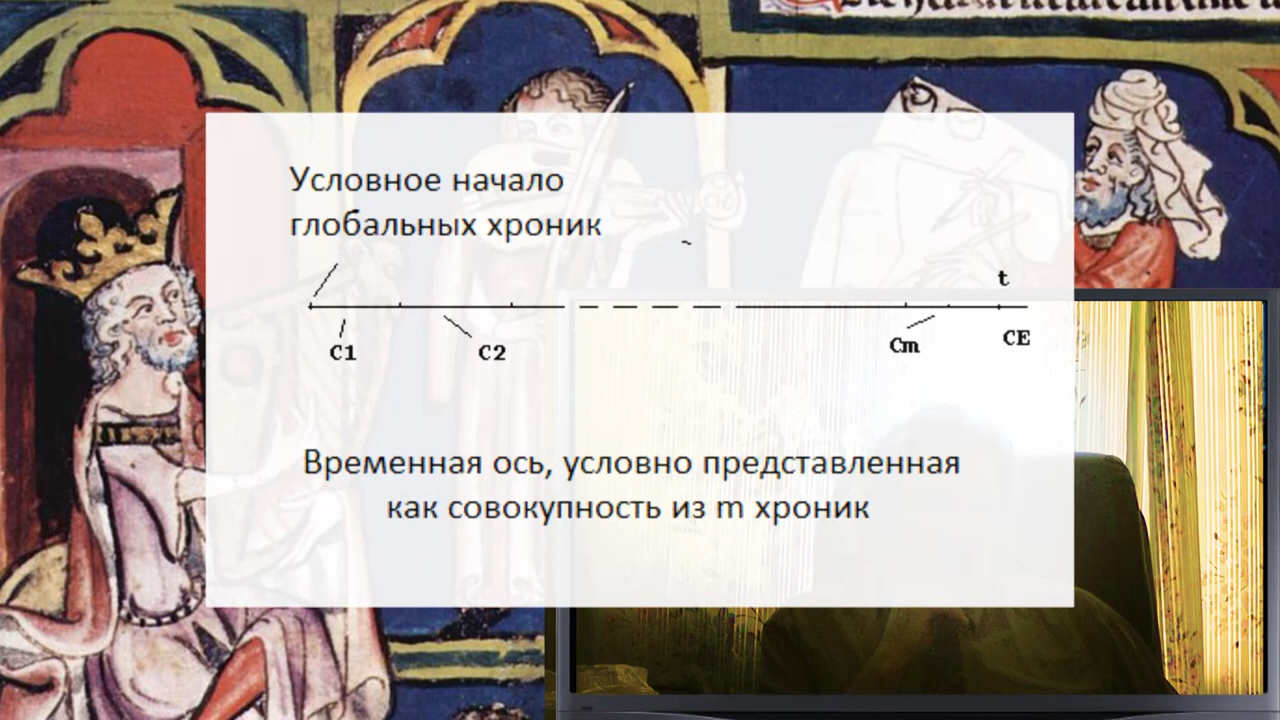 Условное начало
глобальных хроник
t
C1
C2
Cm
CE
Временная ось, условно представленная
как совокупность из m хроник